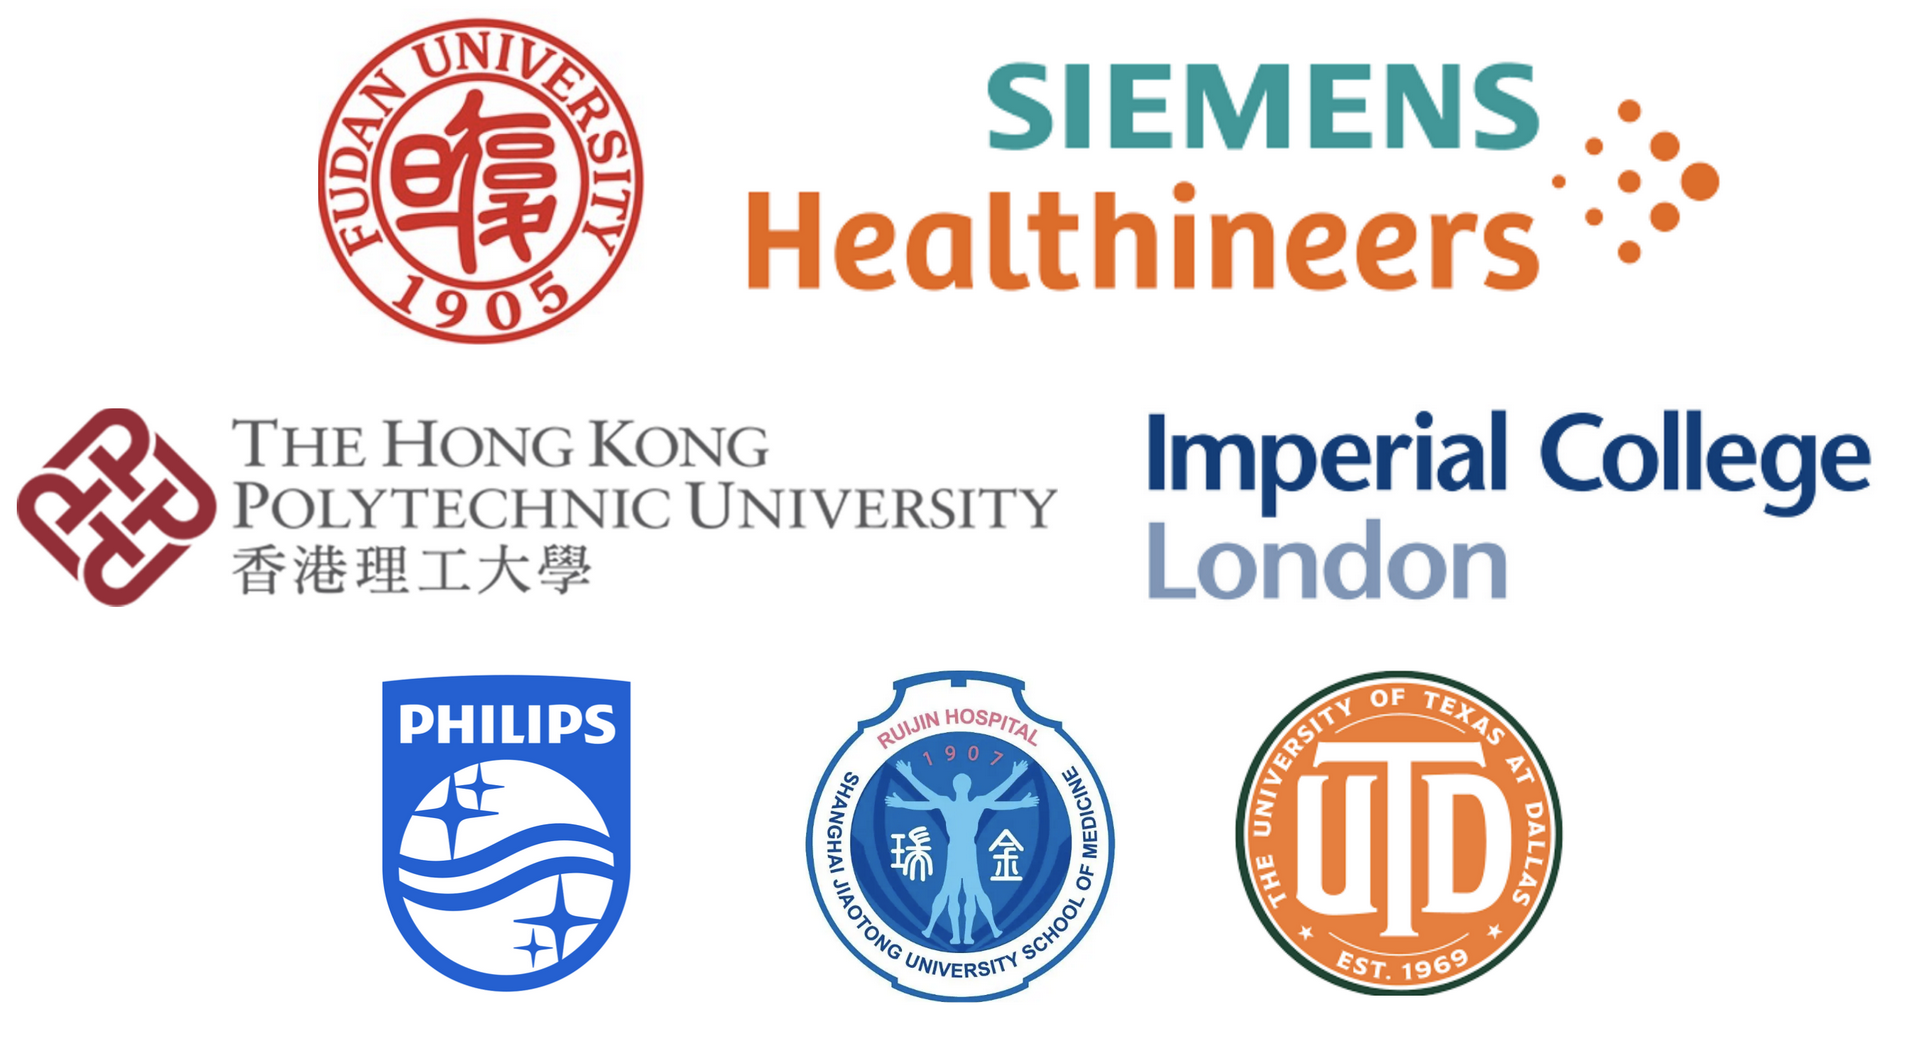 FUDAN UNIVERSITY
1905
SIEMENS
Healthineers
THE HONG KONG
POLYTECHNIC UNIVERSITY
香港理工大學
Imperial College
London
PHILIPS
RUIJIN HOSPITAL
1907
瑞金
SHANGHAI JIAOTONG UNIVERSITY SCHOOL OF MEDICINE
THE UNIVERSITY OF TEXAS AT DALLAS
UTD
EST. 1969